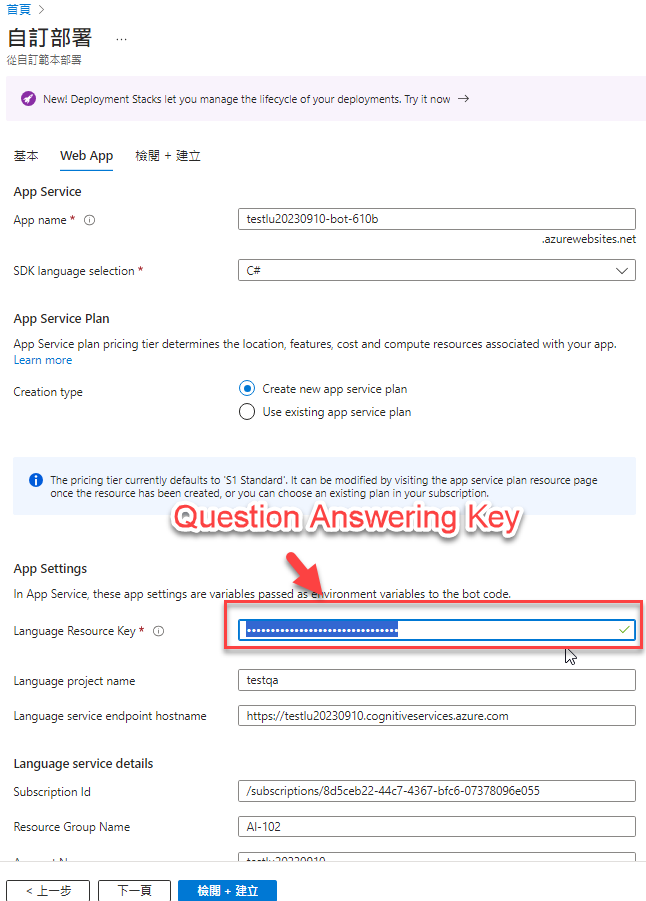 首頁 >
自訂部署 ...
從自訂範本部署
New! Deployment Stacks let you manage the lifecycle of your deployments. Try it now →
基本 Web App 檢閱 + 建立
App Service
App name *
testlu20230910-bot-610b
.azurewebsites.net
SDK language selection *
C#
App Service Plan
App Service plan pricing tier determines the location, features, cost and compute resources associated with your app.
Learn more
Creation type
Create new app service plan
Use existing app service plan
The pricing tier currently defaults to 'S1 Standard'. It can be modified by visiting the app service plan resource page
once the resource has been created, or you can choose an existing plan in your subscription.
Question Answering Key
App Settings
In App Service, these app settings are variables passed as environment variables to the bot code.
Language Resource Key *
Language project name
testqa
Language service endpoint hostname
https://testlu20230910.cognitiveservices.azure.com
Language service details
Subscription Id
/subscriptions/8d5ceb22-44c7-4367-bfc6-07378096e055
Resource Group Name
AI-102
< 上一步 下一頁 檢閱 + 建立